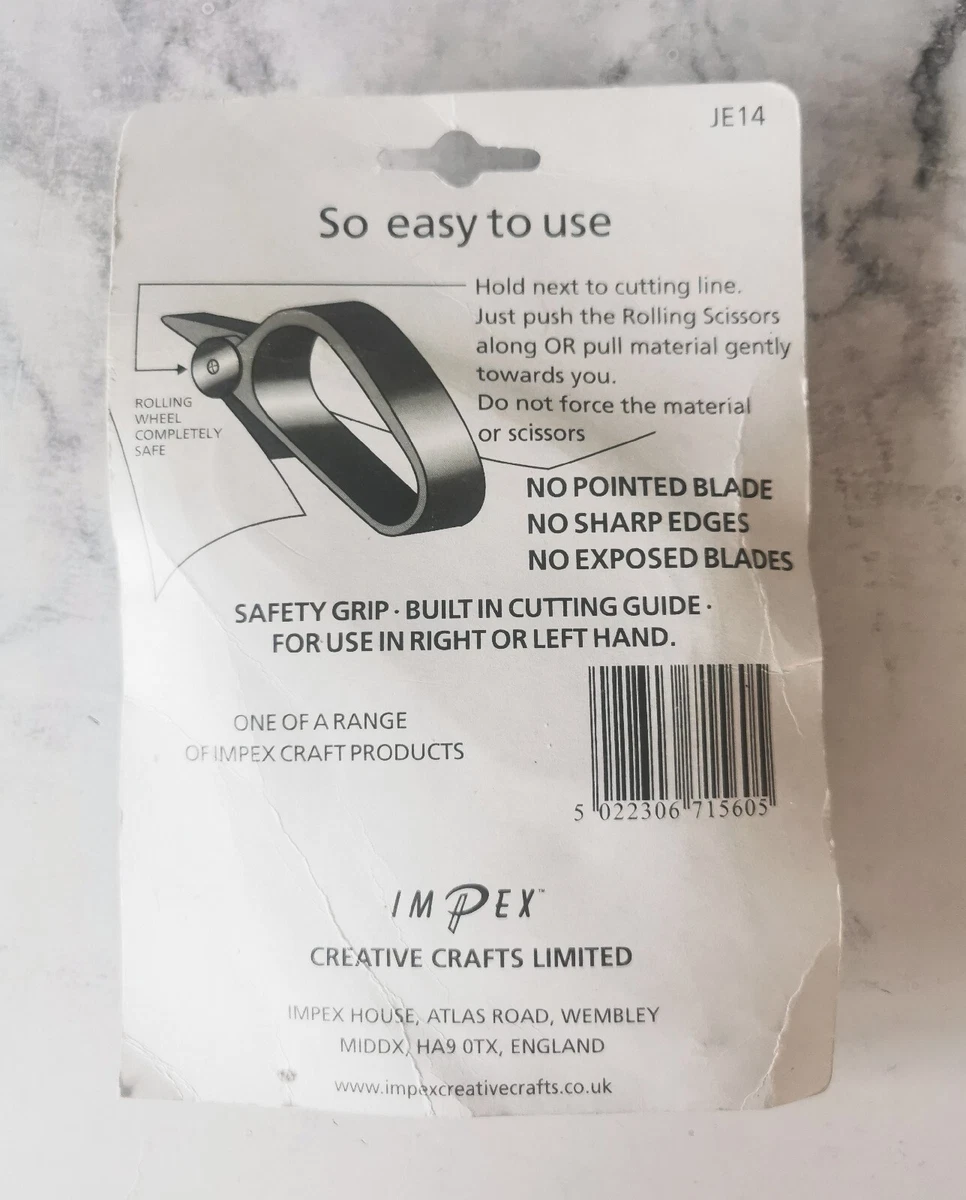 JE14
So easy to use
Hold next to cutting line.
Just push the Rolling Scissors
along OR pull material gently
towards you.
Do not force the material
or scissors
ROLLING
WHEEL
COMPLETELY
SAFE
NO POINTED BLADE
NO SHARP EDGES
NO EXPOSED BLADES
SAFETY GRIP · BUILT IN CUTTING GUIDE ·
FOR USE IN RIGHT OR LEFT HAND.
ONE OF A RANGE
OF IMPEX CRAFT PRODUCTS
5 022306 715605
IMPEX™
CREATIVE CRAFTS LIMITED
IMPEX HOUSE, ATLAS ROAD, WEMBLEY
MIDDX, HA9 0TX, ENGLAND
www.impexcreativecrafts.co.uk